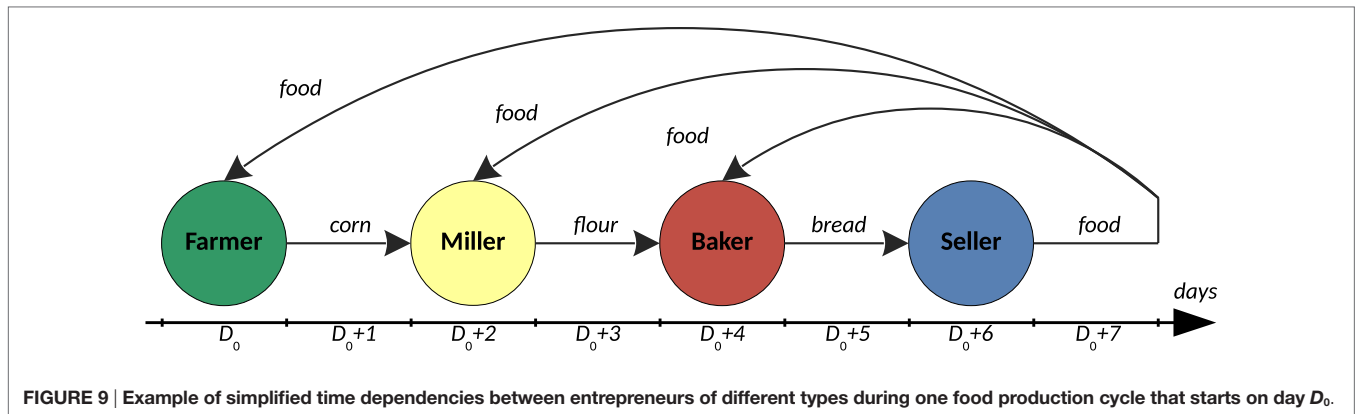 food
food
food
Farmer corn Miller flour Baker bread Seller food
days
D₀ D₀+1 D₀+2 D₀+3 D₀+4 D₀+5 D₀+6 D₀+7
FIGURE 9 | Example of simplified time dependencies between entrepreneurs of different types during one food production cycle that starts on day D₀.